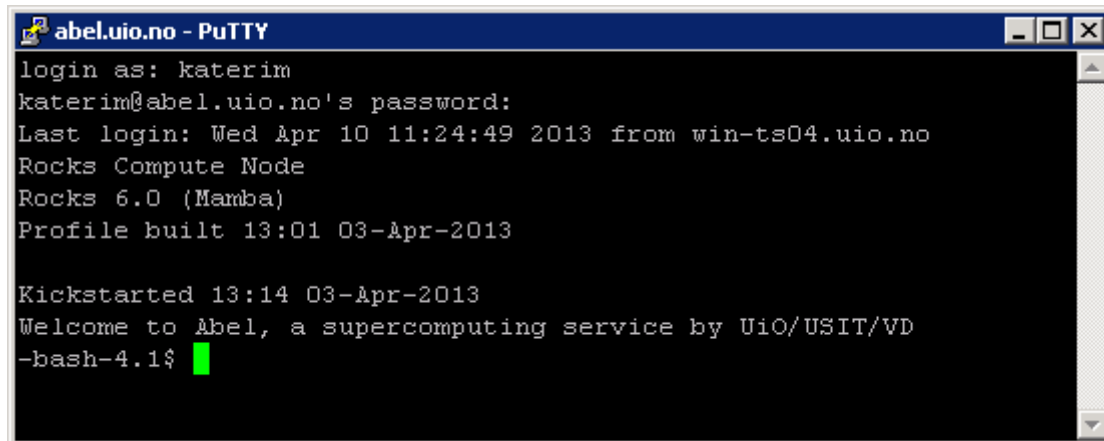 abel.uio.no - PuTTY
login as: katerim
katerim@abel.uio.no's password:
Last login: Wed Apr 10 11:24:49 2013 from win-ts04.uio.no
Rocks Compute Node
Rocks 6.0 (Mamba)
Profile built 13:01 03-Apr-2013
Kickstarted 13:14 03-Apr-2013
Welcome to Abel, a supercomputing service by UiO/USIT/VD
-bash-4.1$